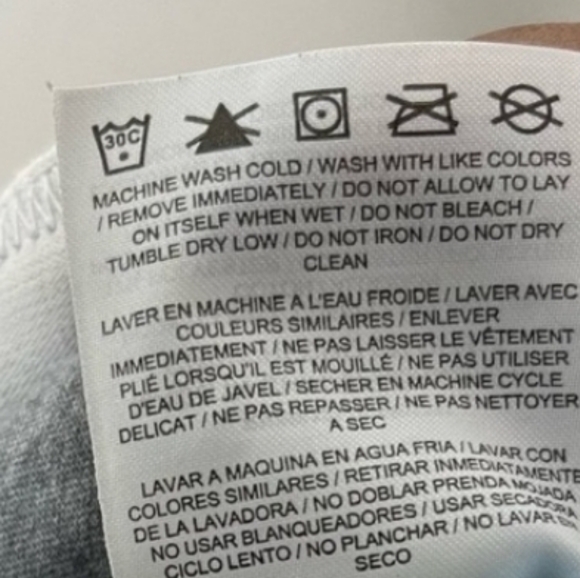 30C
MACHINE WASH COLD / WASH WITH LIKE COLORS
/ REMOVE IMMEDIATELY / DO NOT ALLOW TO LAY
ON ITSELF WHEN WET / DO NOT BLEACH /
TUMBLE DRY LOW / DO NOT IRON / DO NOT DRY
CLEAN
LAVER EN MACHINE A L'EAU FROIDE / LAVER AVEC
COULEURS SIMILAIRES / ENLEVER
IMMEDIATEMENT / NE PAS LAISSER LE VÊTEMENT
PLIÉ LORSQU'IL EST MOUILLÉ / NE PAS UTILISER
D'EAU DE JAVEL / SECHER EN MACHINE CYCLE
DELICAT / NE PAS REPASSER / NE PAS NETTOYER
A SEC
LAVAR A MAQUINA EN AGUA FRIA / LAVAR CON
COLORES SIMILARES / RETIRAR INMEDIATAMENTE
DE LA LAVADORA / NO DOBLAR PRENDA MOJADA
NO USAR BLANQUEADORES / USAR SECADORA
CICLO LENTO / NO PLANCHAR / NO LAVAR EN
SECO